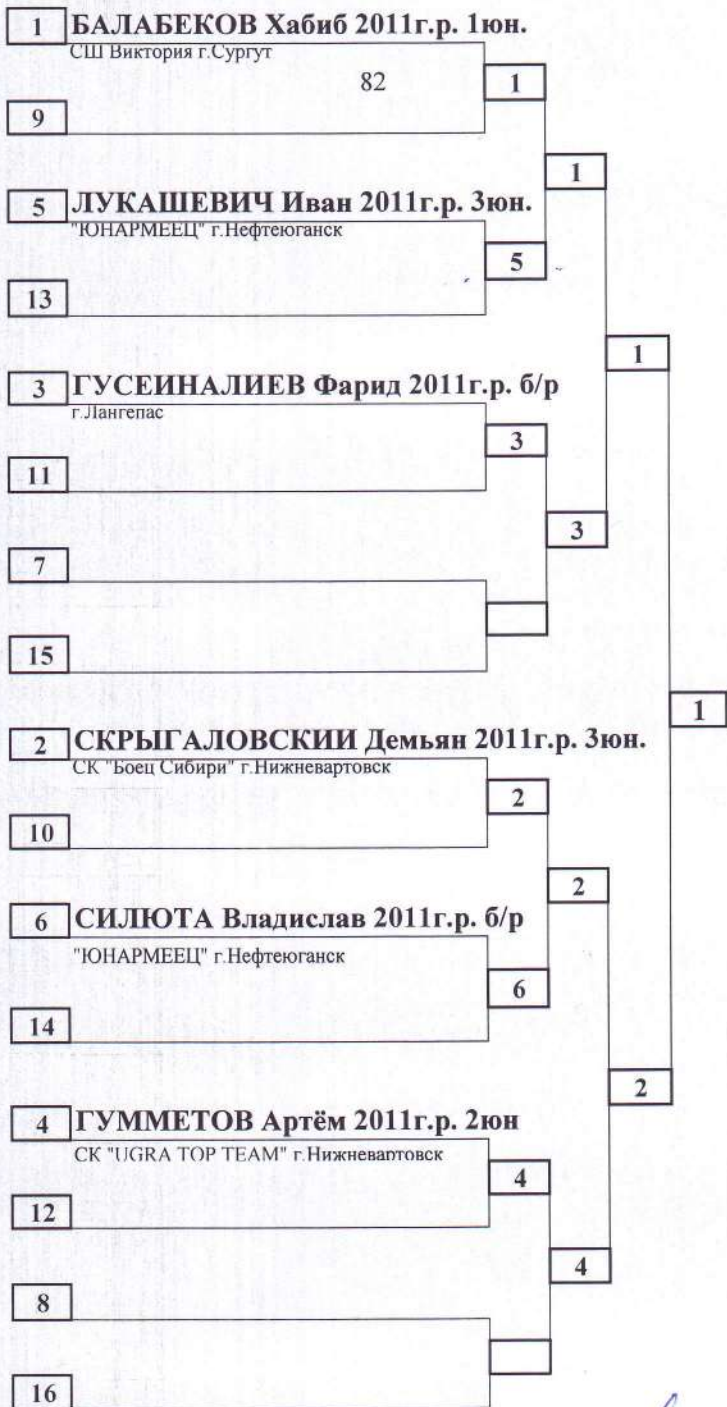 1 БАЛАБЕКОВ Хабиб 2011г.р. 1юн.
СШ Виктория г.Сургут
82
1
9
1
5 ЛУКАШЕВИЧ Иван 2011г.р. 3юн.
"ЮНАРМЕЕЦ" г.Нефтеюганск
5
13
1
3 ГУСЕИНАЛИЕВ Фарид 2011г.р. б/р
г.Лангепас
3
11
3
7
15
1
2 СКРЫГАЛОВСКИИ Демьян 2011г.р. 3юн.
СК "Боец Сибири" г.Нижневартовск
2
10
2
6 СИЛЮТА Владислав 2011г.р. б/р
"ЮНАРМЕЕЦ" г.Нефтеюганск
6
14
2
4 ГУММЕТОВ Артём 2011г.р. 2юн
СК "UGRA TOP TEAM" г.Нижневартовск
4
12
4
8
16